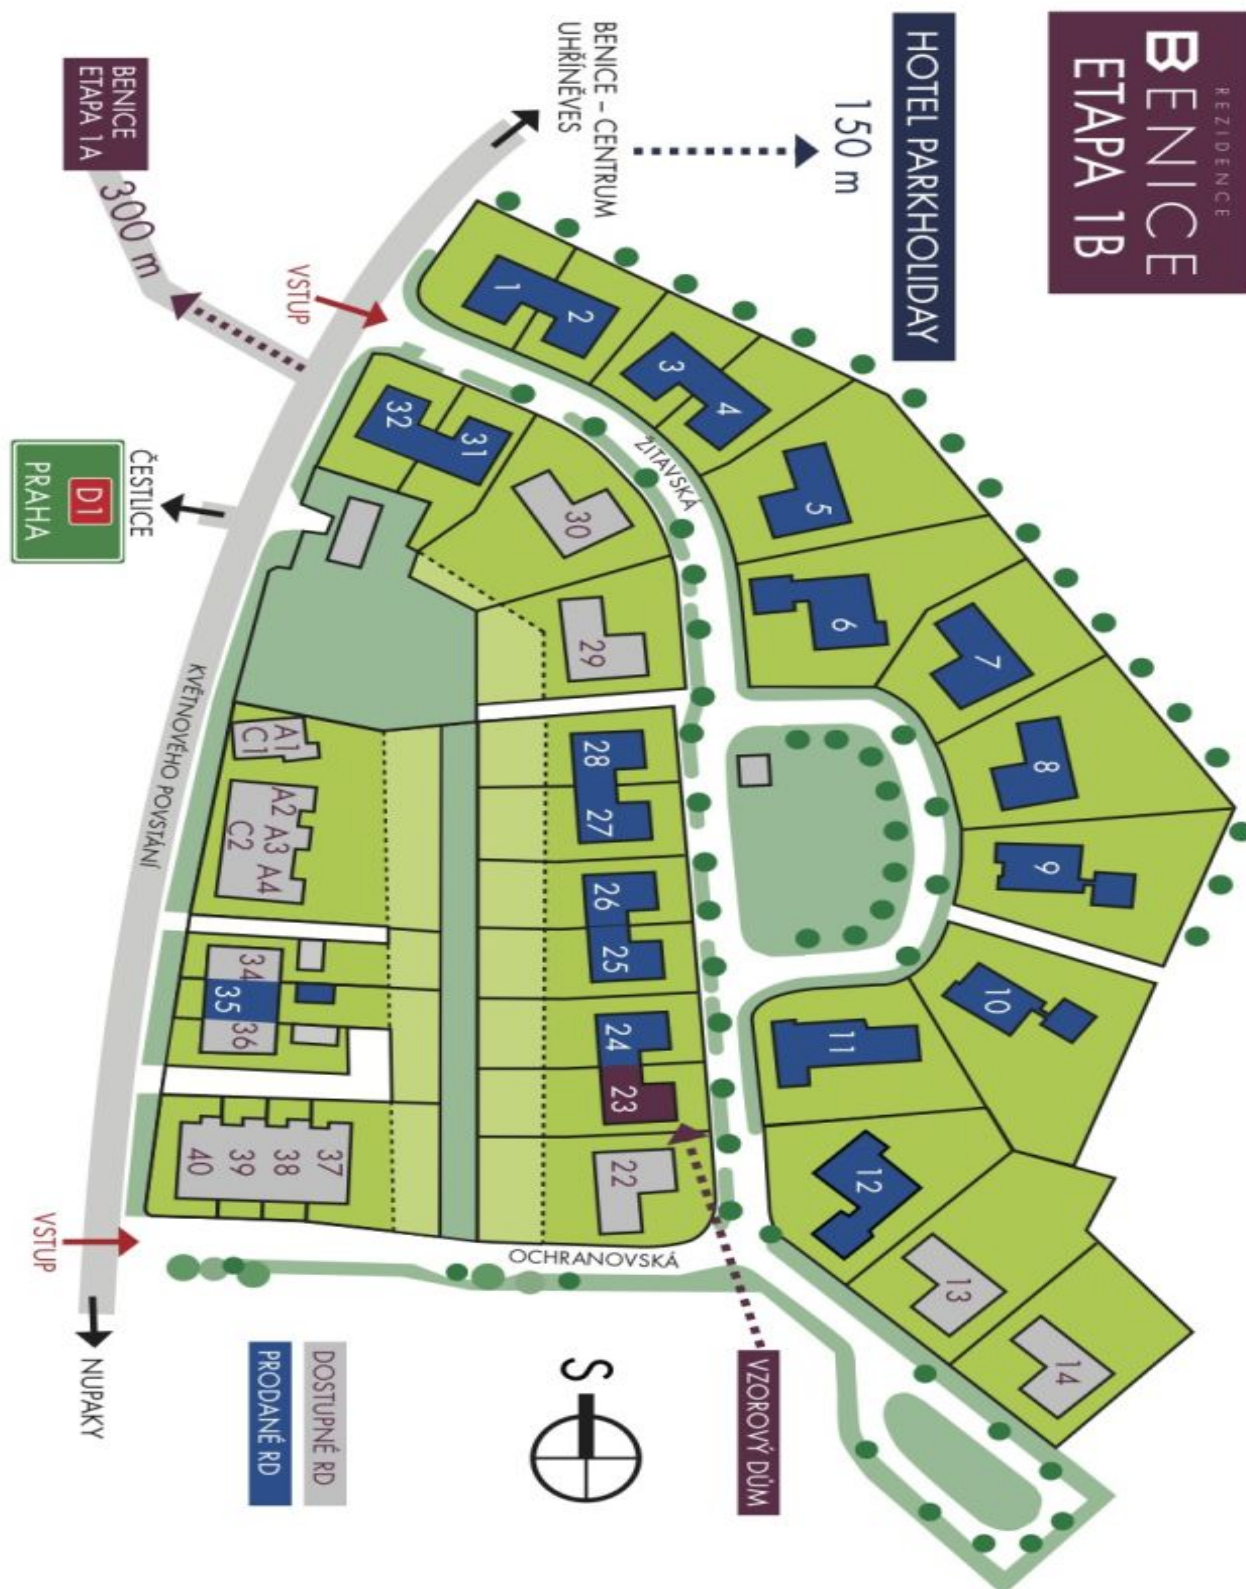 REZIDENCE
BENICE
ETAPA 1B
HOTEL PARKHOLIDAY
150 m
BENICE – CENTRUM
UHŘÍNĚVES
BENICE
ETAPA 1A
300 m
VSTUP
ČESTLICE
D1
PRAHA
KVĚTNOVÉHO POVSTÁNÍ
ŽITAVSKÁ
1
2
3
4
5
6
7
8
9
10
11
12
13
14
32
31
30
29
28
27
26
25
24
23
22
A1
C1
A2 A3 A4
C2
34
35
36
37
38
39
40
OCHRANOVSKÁ
VSTUP
NUPAKY
VZOROVÝ DŮM
S
DOSTUPNÉ RD
PRODANÉ RD